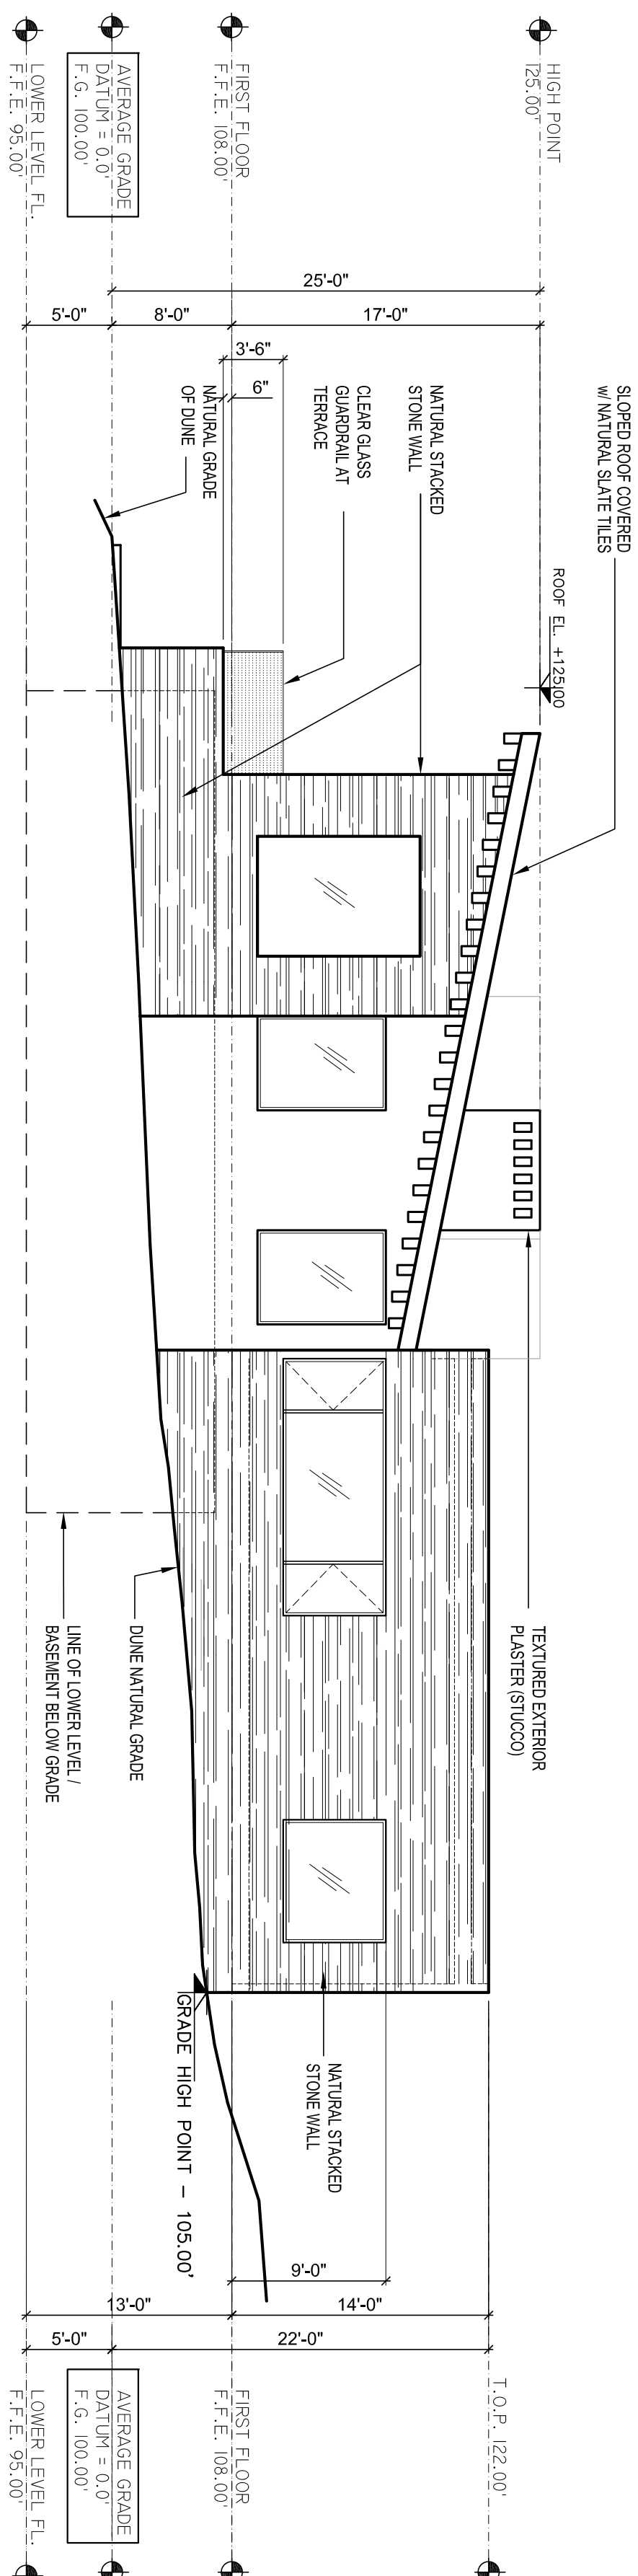 HIGH POINT
125.00'
FIRST FLOOR
F.F.E. 108.00'
AVERAGE GRADE
DATUM = 0.0'
F.G. 100.00'
LOWER LEVEL FL.
F.F.E. 95.00'
25'-0"
17'-0"
8'-0"
5'-0"
3'-6"
6"
SLOPED ROOF COVERED
w/ NATURAL SLATE TILES
ROOF EL. +125.00
NATURAL STACKED
STONE WALL
CLEAR GLASS
GUARDRAIL AT
TERRACE
NATURAL GRADE
OF DUNE
TEXTURED EXTERIOR
PLASTER (STUCCO)
DUNE NATURAL GRADE
LINE OF LOWER LEVEL /
BASEMENT BELOW GRADE
NATURAL STACKED
STONE WALL
GRADE HIGH POINT - 105.00'
9'-0"
14'-0"
13'-0"
22'-0"
5'-0"
T.O.P. 122.00'
FIRST FLOOR
F.F.E. 108.00'
AVERAGE GRADE
DATUM = 0.0'
F.G. 100.00'
LOWER LEVEL FL.
F.F.E. 95.00'